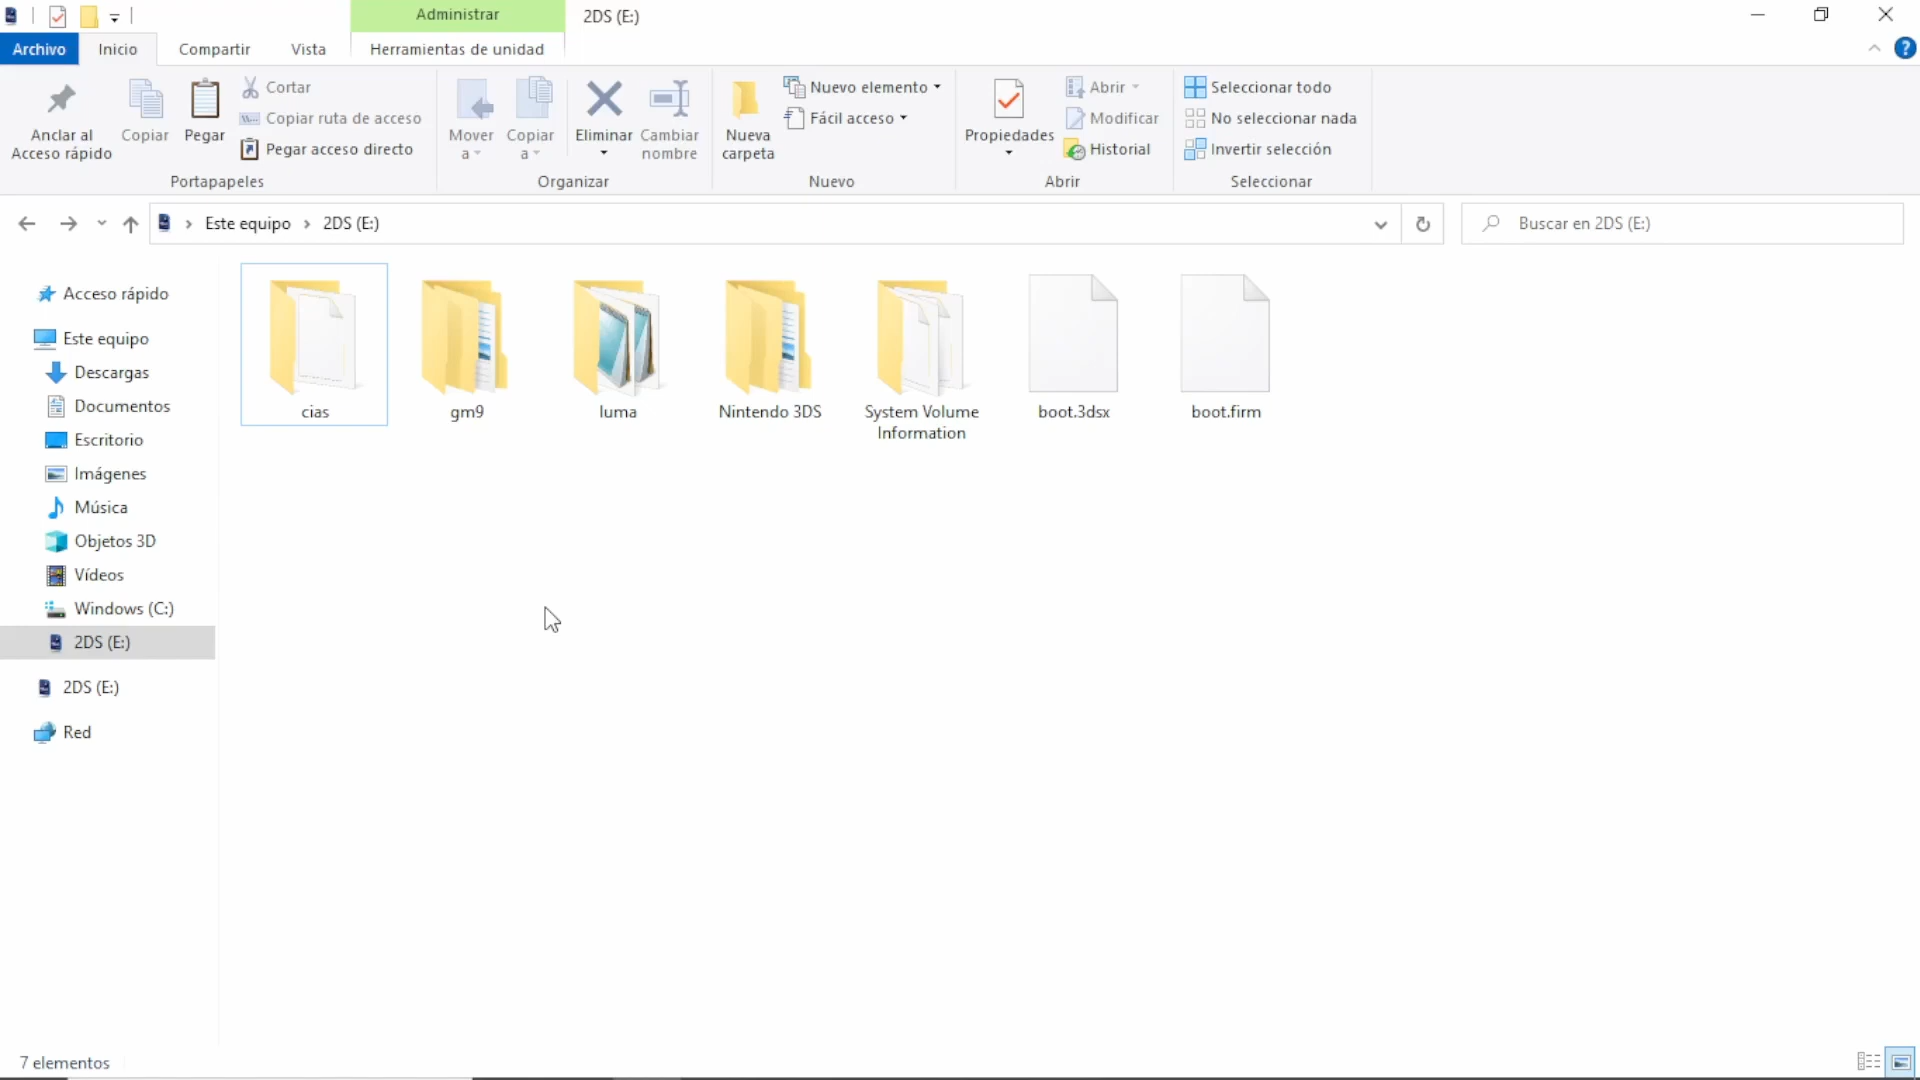 Administrar
2DS (E:)
Archivo
Inicio
Compartir
Vista
Herramientas de unidad
?
Anclar al
Acceso rápido
Copiar
Pegar
Cortar
Copiar ruta de acceso
Pegar acceso directo
Portapapeles
Mover
a
Copiar
a
Eliminar
Cambiar
nombre
Organizar
Nueva
carpeta
Nuevo elemento
Fácil acceso
Nuevo
Propiedades
Abrir
Modificar
Historial
Abrir
Seleccionar todo
No seleccionar nada
Invertir selección
Seleccionar
Este equipo
2DS (E:)
Buscar en 2DS (E:)
Acceso rápido
Este equipo
Descargas
Documentos
Escritorio
Imágenes
Música
Objetos 3D
Vídeos
Windows (C:)
2DS (E:)
2DS (E:)
Red
cias
gm9
luma
Nintendo 3DS
System Volume
Information
boot.3dsx
boot.firm
7 elementos